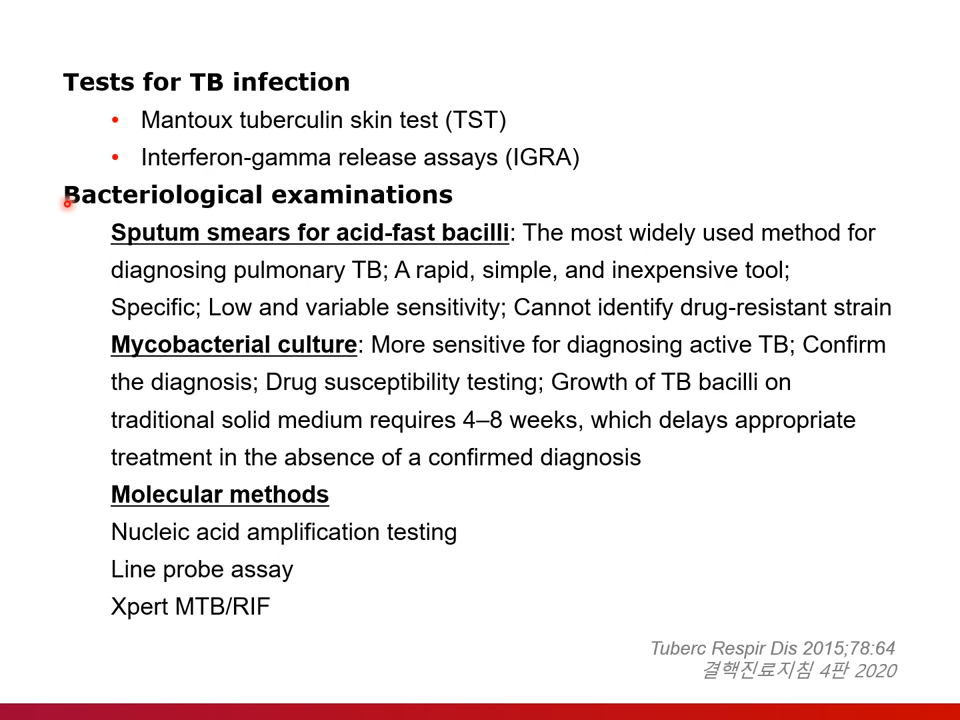 Tests for TB infection
• Mantoux tuberculin skin test (TST)
• Interferon-gamma release assays (IGRA)
Bacteriological examinations
Sputum smears for acid-fast bacilli: The most widely used method for
diagnosing pulmonary TB; A rapid, simple, and inexpensive tool;
Specific; Low and variable sensitivity; Cannot identify drug-resistant strain
Mycobacterial culture: More sensitive for diagnosing active TB; Confirm
the diagnosis; Drug susceptibility testing; Growth of TB bacilli on
traditional solid medium requires 4–8 weeks, which delays appropriate
treatment in the absence of a confirmed diagnosis
Molecular methods
Nucleic acid amplification testing
Line probe assay
Xpert MTB/RIF
Tuberc Respir Dis 2015;78:64
결핵진료지침 4판 2020